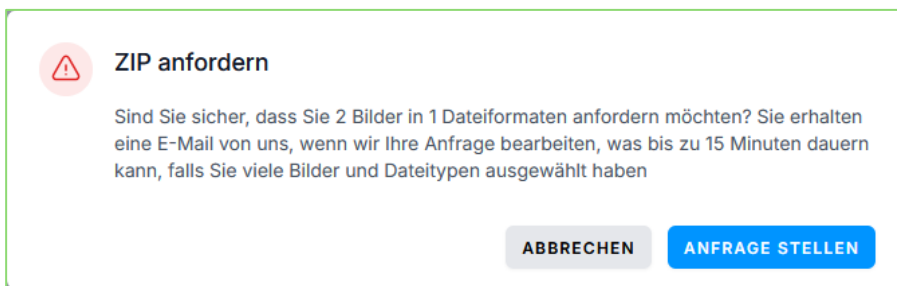 ZIP anfordern
Sind Sie sicher, dass Sie 2 Bilder in 1 Dateiformaten anfordern möchten? Sie erhalten
eine E-Mail von uns, wenn wir Ihre Anfrage bearbeiten, was bis zu 15 Minuten dauern
kann, falls Sie viele Bilder und Dateitypen ausgewählt haben
ABBRECHEN
ANFRAGE STELLEN